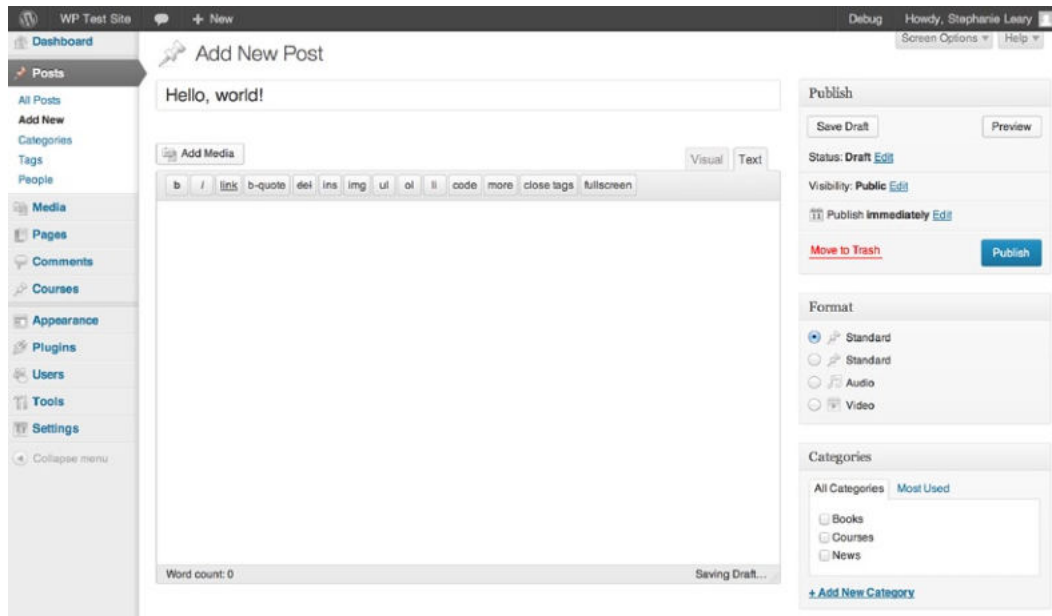 WP Test Site + New Debug Howdy, Stephanie Leary
Screen Options Help
Dashboard
Posts
All Posts
Add New
Categories
Tags
People
Media
Pages
Comments
Courses
Appearance
Plugins
Users
Tools
Settings
Collapse menu
Add New Post
Hello, world!
Add Media
Visual Text
b i link b-quote del ins img ul ol li code more close tags fullscreen
Word count: 0 Saving Draft...
Publish
Save Draft Preview
Status: Draft Edit
Visibility: Public Edit
Publish immediately Edit
Move to Trash Publish
Format
Standard
Standard
Audio
Video
Categories
All Categories Most Used
Books
Courses
News
+ Add New Category